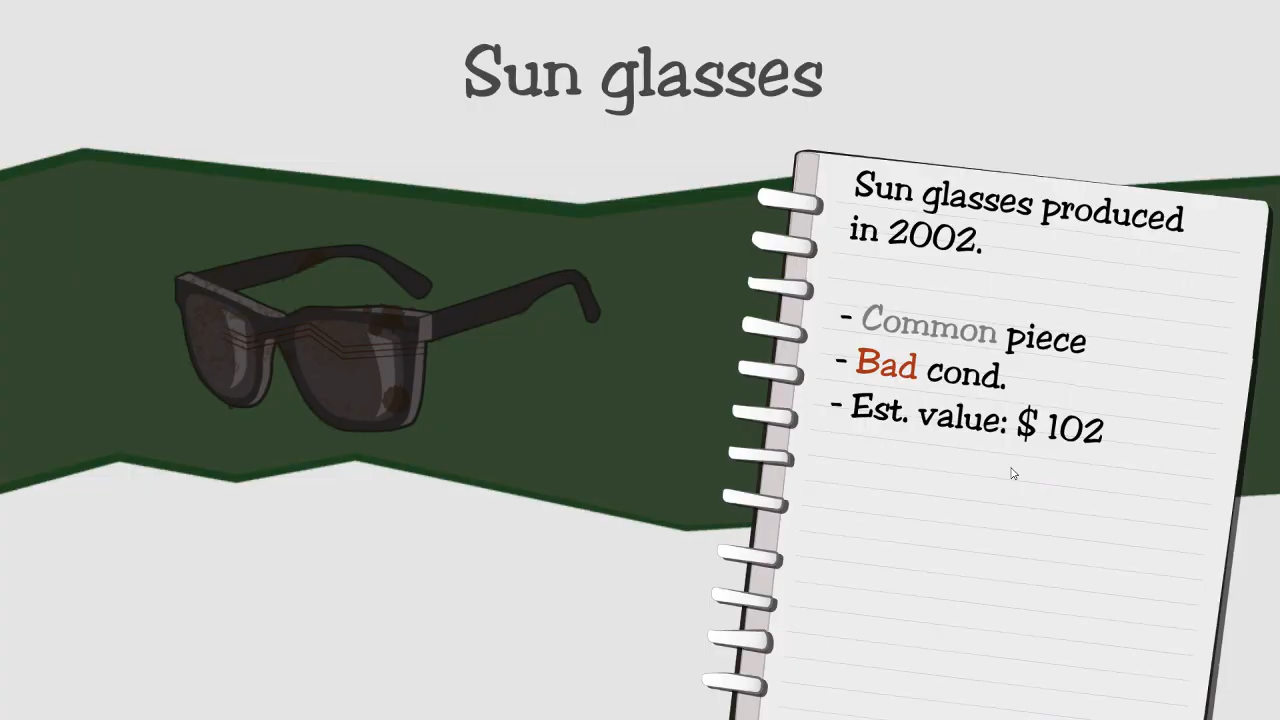 Sun glasses
Sun glasses produced
in 2002.
- Common piece
- Bad cond.
- Est. value: $ 102